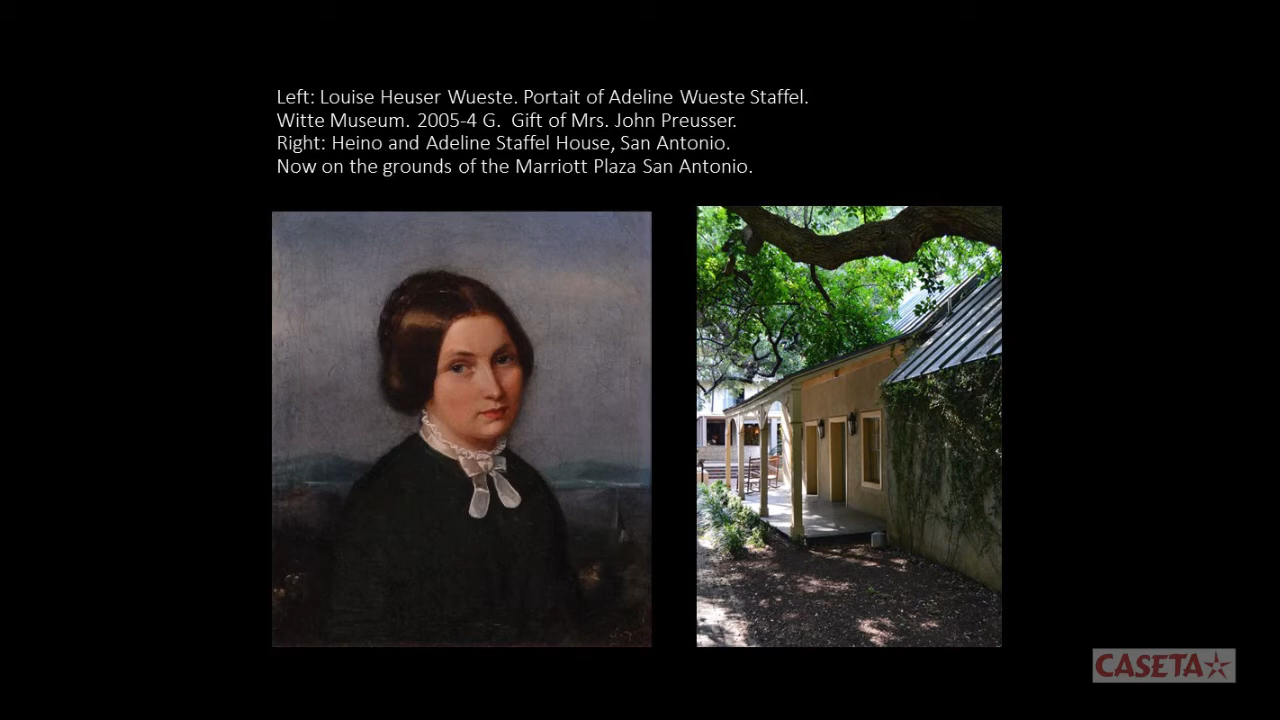 Left: Louise Heuser Wueste. Portait of Adeline Wueste Staffel.
Witte Museum. 2005-4 G. Gift of Mrs. John Preusser.
Right: Heino and Adeline Staffel House, San Antonio.
Now on the grounds of the Marriott Plaza San Antonio.
CASETA